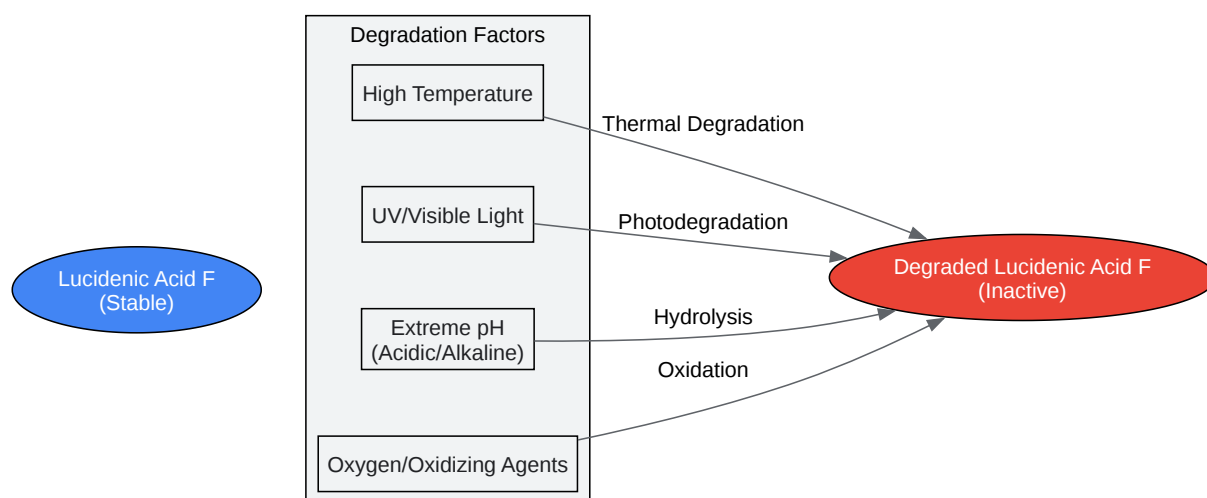 Degradation Factors
High Temperature
Thermal Degradation
UV/Visible Light
Photodegradation
Lucidenic Acid F
(Stable)
Degraded Lucidenic Acid F
(Inactive)
Extreme pH
(Acidic/Alkaline)
Hydrolysis
Oxidation
Oxygen/Oxidizing Agents